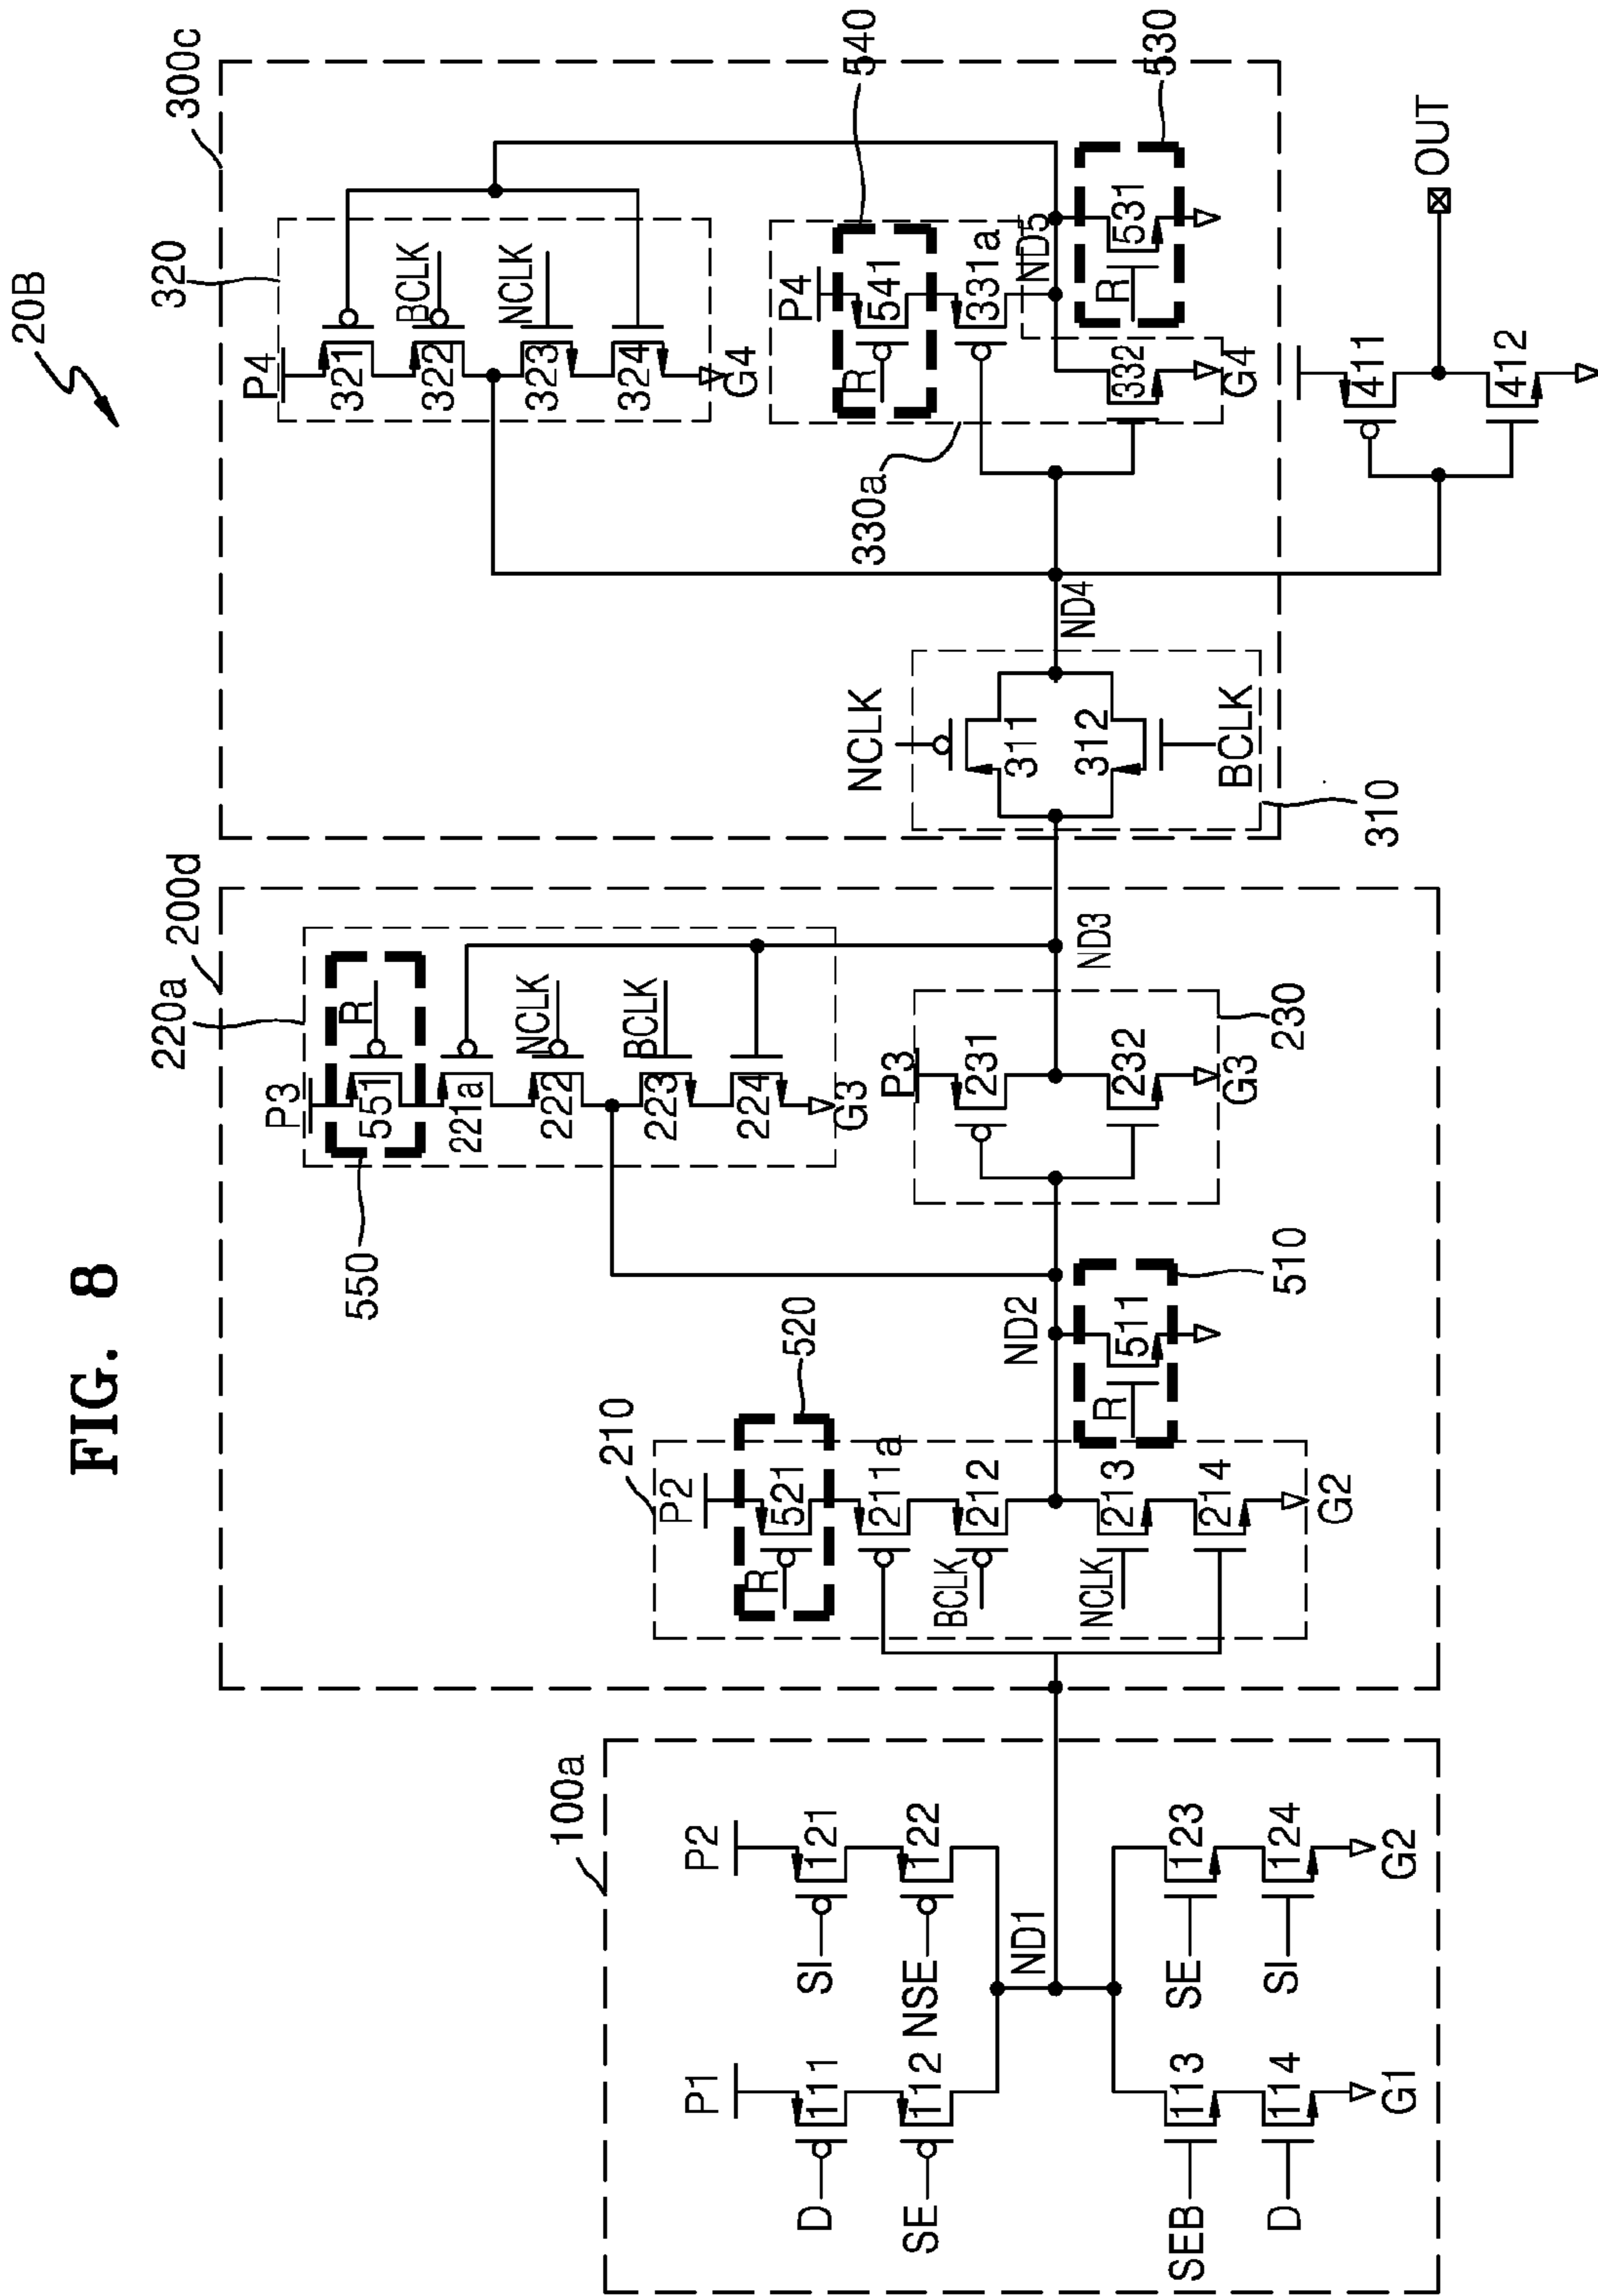 FIG. 8
20B
100a
P1
D
111
SE
112
SEB
113
D
114
G1
P2
SI
121
NSE
122
SE
123
SI
124
G2
ND1
200d
210
P2
520
R
521
211a
BCLK
212
NCLK
213
214
G2
ND2
510
R
511
220a
550
P3
R
551
221a
NCLK
222
BCLK
223
224
G3
230
P3
231
232
G3
ND3
300c
310
NCLK
311
312
BCLK
ND4
320
P4
321
BCLK
322
NCLK
323
324
G4
330a
540
P4
R
541
331a
332
G4
ND5
530
R
531
411
412
OUT